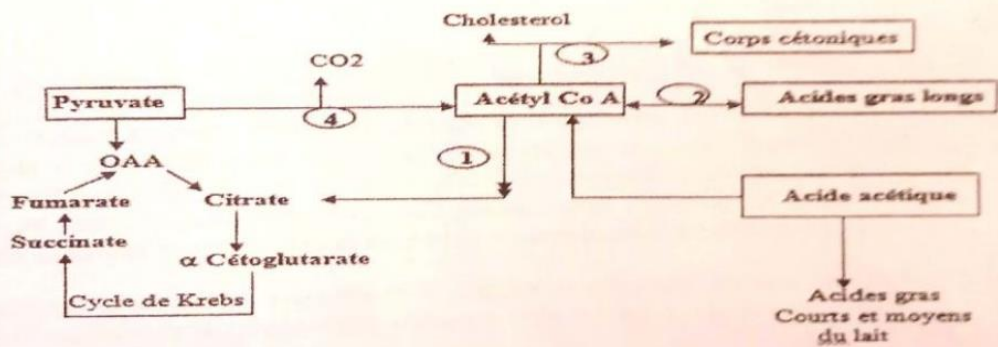 Cholesterol
CO2
3
Corps cétoniques
Pyruvate
4
Acétyl Co A
2
Acides gras longs
OAA
1
Fumarate
Citrate
Acide acétique
Succinate
α Cétoglutarate
Cycle de Krebs
Acides gras
Courts et moyens
du lait